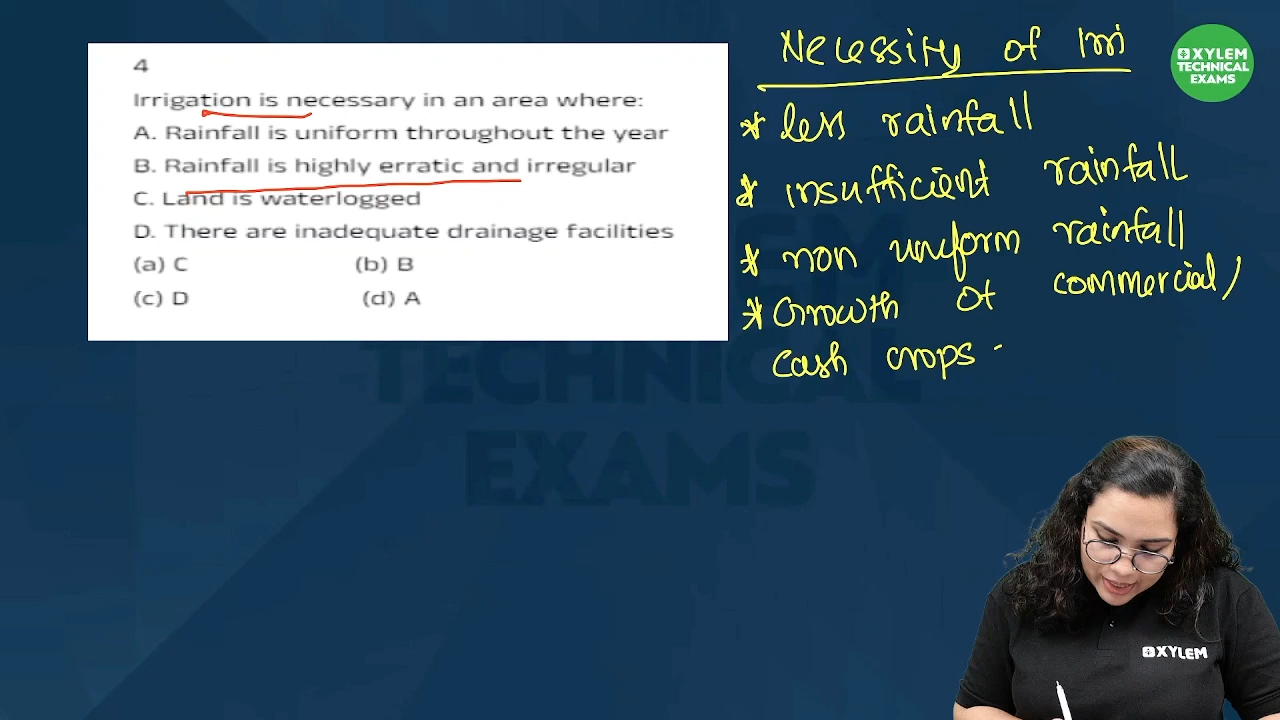 4
Irrigation is necessary in an area where:
A. Rainfall is uniform throughout the year
B. Rainfall is highly erratic and irregular
C. Land is waterlogged
D. There are inadequate drainage facilities
(a) C (b) B
(c) D (d) A
Necessity of Irri
* less rainfall
* insufficient rainfall
* non uniform rainfall
* Growth of commercial/
cash crops -
XYLEM
TECHNICAL
EXAMS
TECHNICAL
EXAMS
XYLEM